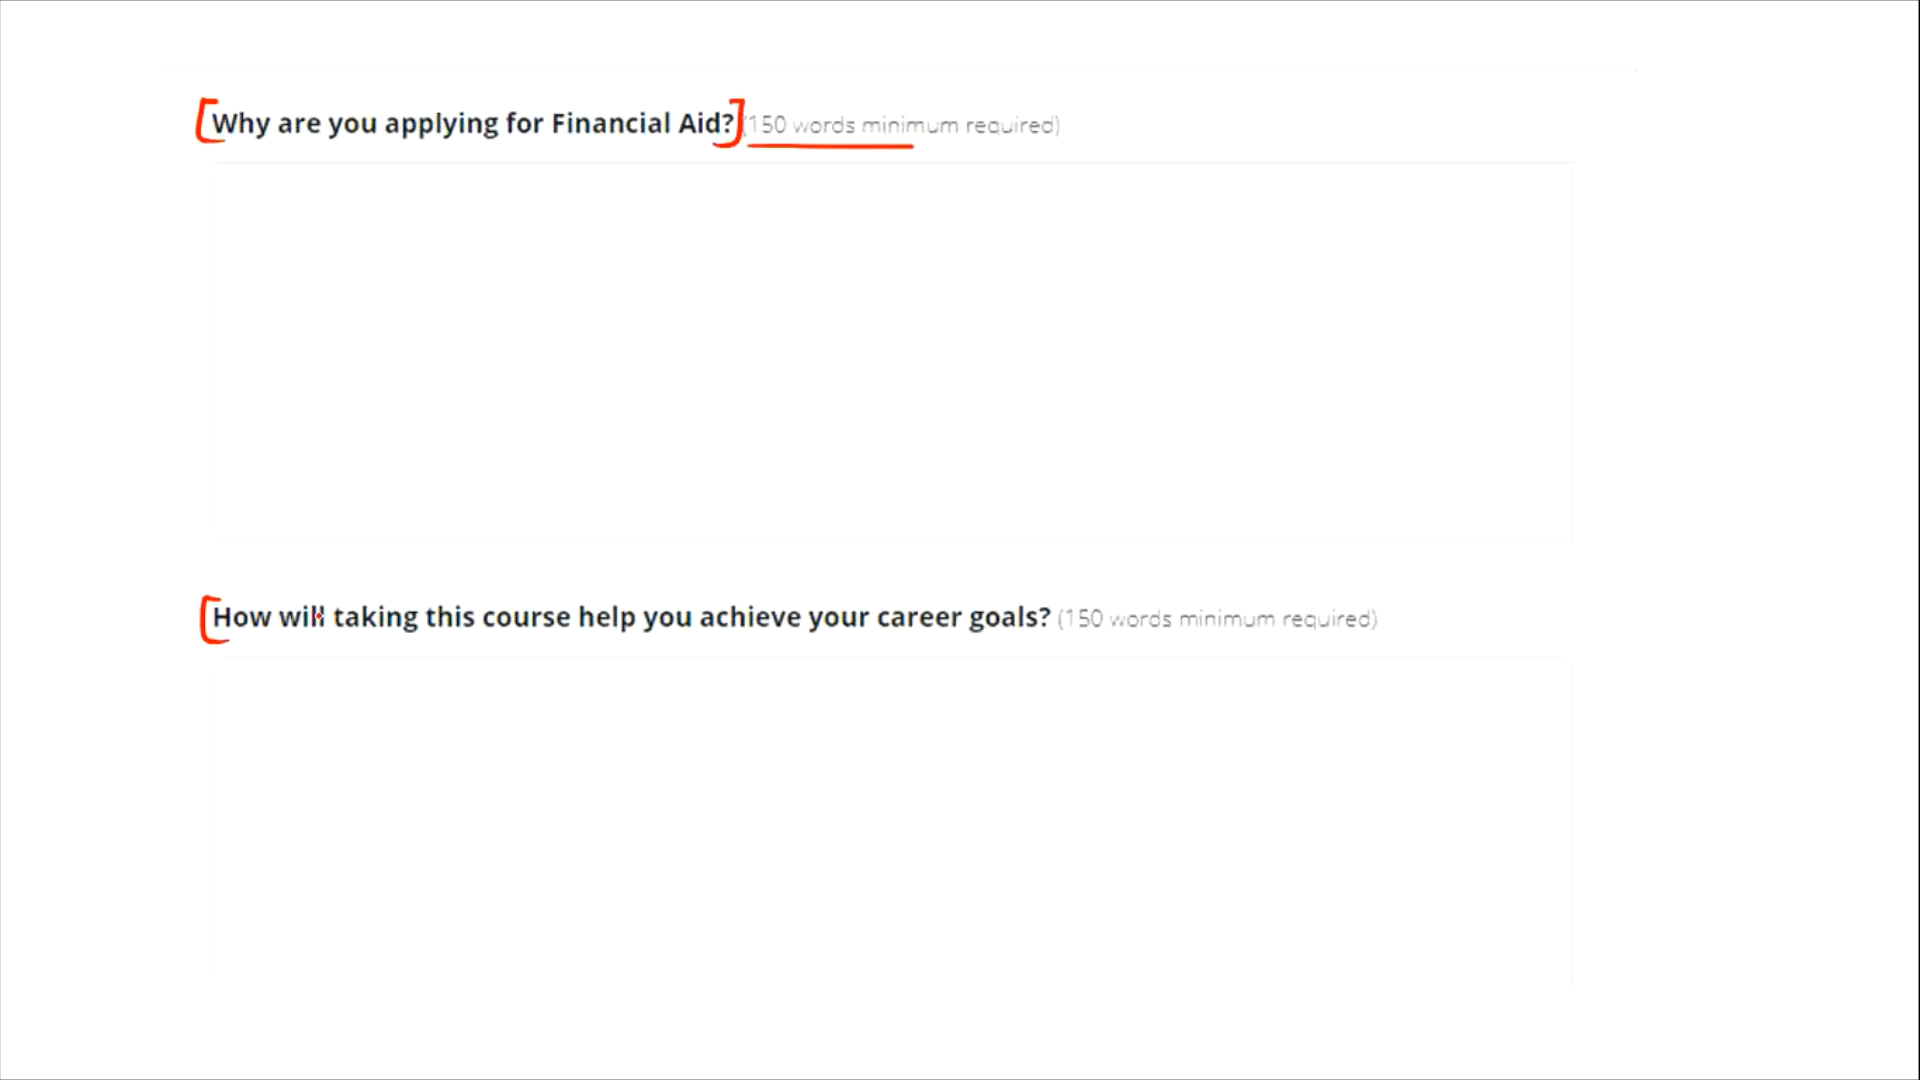 Why are you applying for Financial Aid? (150 words minimum required)
How will taking this course help you achieve your career goals? (150 words minimum required)